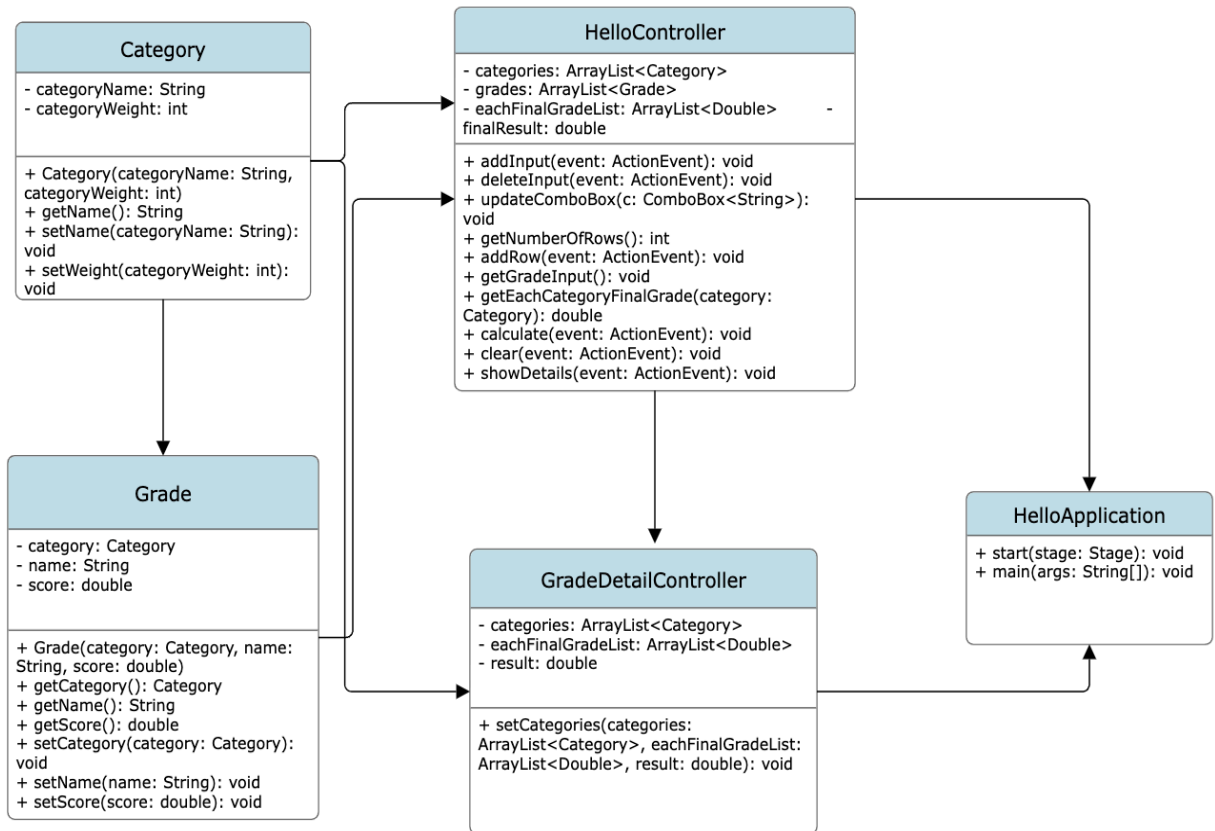 Category
- categoryName: String
- categoryWeight: int
+ Category(categoryName: String,
categoryWeight: int)
+ getName(): String
+ setName(categoryName: String):
void
+ setWeight(categoryWeight: int):
void
HelloController
- categories: ArrayList<Category>
- grades: ArrayList<Grade>
- eachFinalGradeList: ArrayList<Double> -
finalResult: double
+ addInput(event: ActionEvent): void
+ deleteInput(event: ActionEvent): void
+ updateComboBox(c: ComboBox<String>):
void
+ getNumberOfRows(): int
+ addRow(event: ActionEvent): void
+ getGradeInput(): void
+ getEachCategoryFinalGrade(category:
Category): double
+ calculate(event: ActionEvent): void
+ clear(event: ActionEvent): void
+ showDetails(event: ActionEvent): void
Grade
- category: Category
- name: String
- score: double
+ Grade(category: Category, name:
String, score: double)
+ getCategory(): Category
+ getName(): String
+ getScore(): double
+ setCategory(category: Category):
void
+ setName(name: String): void
+ setScore(score: double): void
GradeDetailController
- categories: ArrayList<Category>
- eachFinalGradeList: ArrayList<Double>
- result: double
+ setCategories(categories:
ArrayList<Category>, eachFinalGradeList:
ArrayList<Double>, result: double): void
HelloApplication
+ start(stage: Stage): void
+ main(args: String[]): void